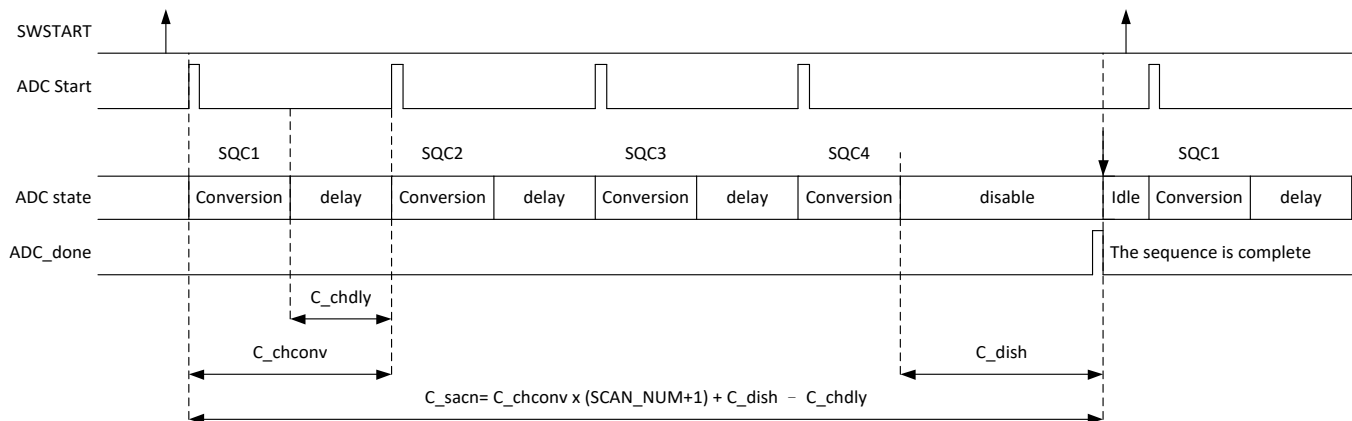 SWSTART
ADC Start
SQC1 SQC2 SQC3 SQC4 SQC1
ADC state Conversion delay Conversion delay Conversion delay Conversion disable Idle Conversion delay
ADC_done The sequence is complete
C_chdly
C_chconv C_dish
C_sacn= C_chconv x (SCAN_NUM+1) + C_dish – C_chdly